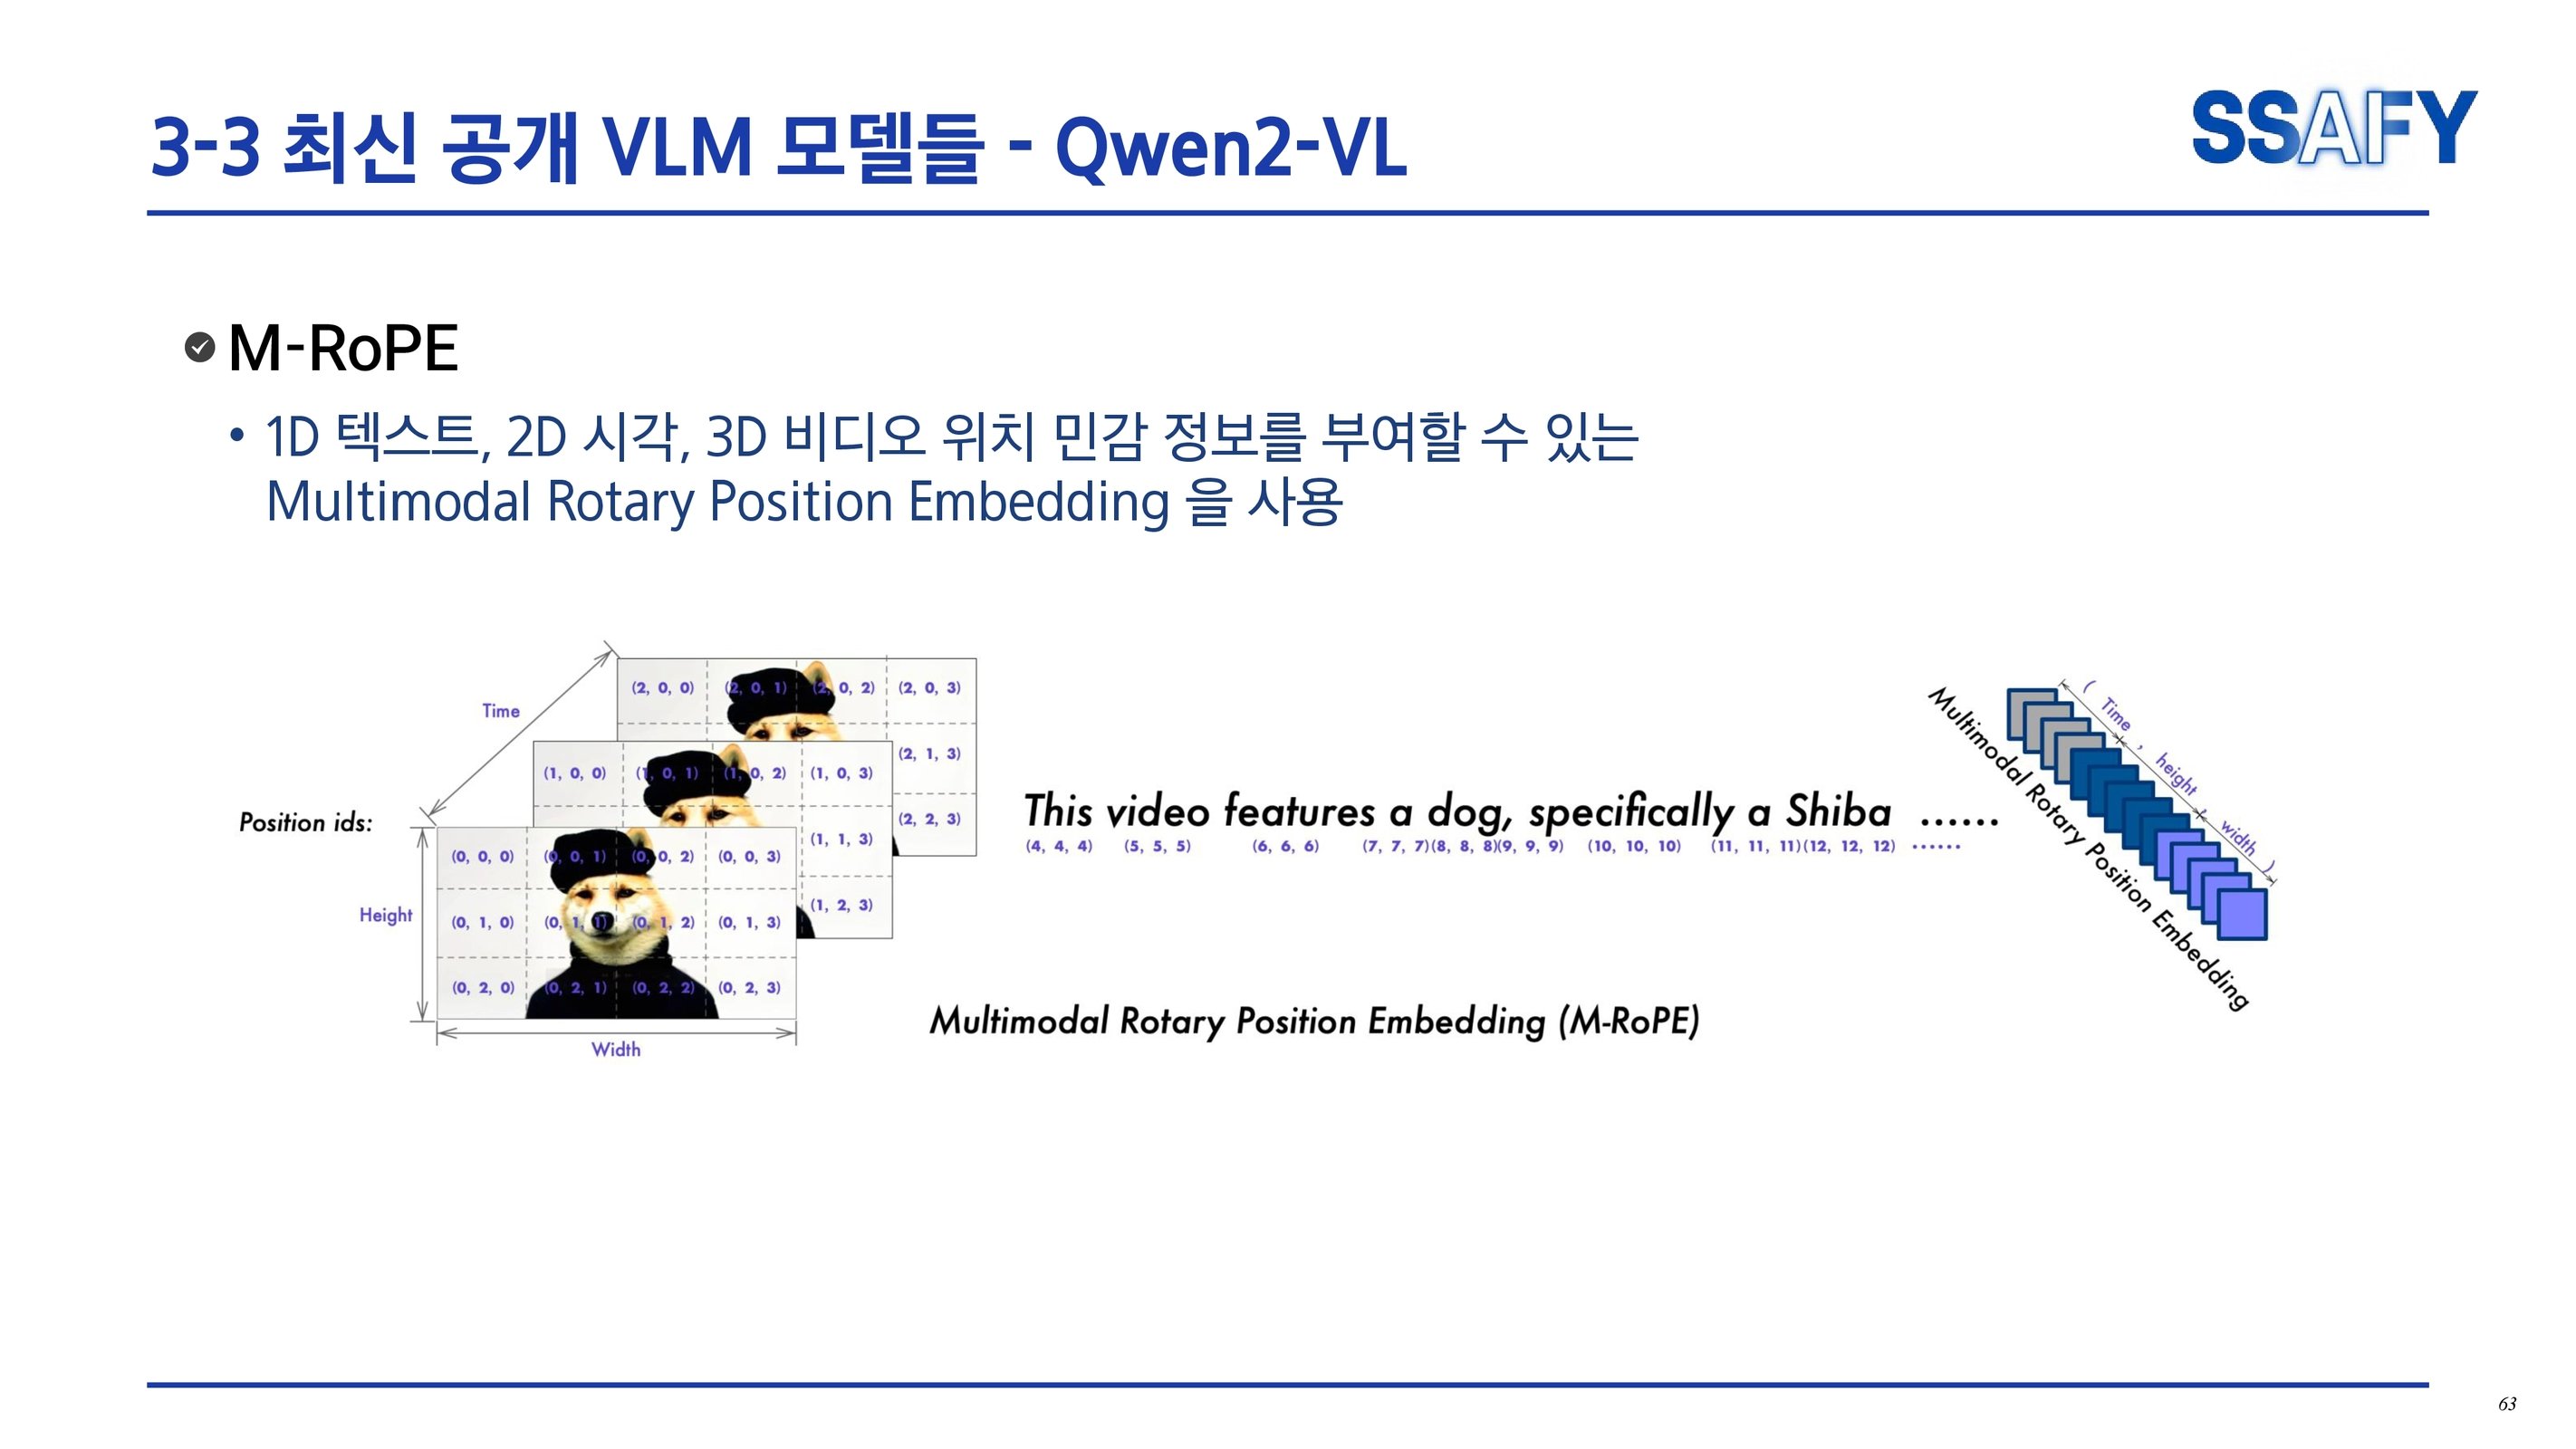 3-3 최신 공개 VLM 모델들 - Qwen2-VL
SSAFY
M-RoPE
• 1D 텍스트, 2D 시각, 3D 비디오 위치 민감 정보를 부여할 수 있는
Multimodal Rotary Position Embedding 을 사용
Position ids:
Time
Height
Width
(2, 0, 0) (2, 0, 1) (2, 0, 2) (2, 0, 3)
(2, 1, 3)
(2, 2, 3)
(1, 0, 0) (1, 0, 1) (1, 0, 2) (1, 0, 3)
(1, 1, 3)
(1, 2, 3)
(0, 0, 0) (0, 0, 1) (0, 0, 2) (0, 0, 3)
(0, 1, 0) (0, 1, 1) (0, 1, 2) (0, 1, 3)
(0, 2, 0) (0, 2, 1) (0, 2, 2) (0, 2, 3)
This video features a dog, specifically a Shiba ......
(4, 4, 4) (5, 5, 5) (6, 6, 6) (7, 7, 7) (8, 8, 8) (9, 9, 9) (10, 10, 10) (11, 11, 11) (12, 12, 12) ......
( Time , height , width )
Multimodal Rotary Position Embedding
Multimodal Rotary Position Embedding (M-RoPE)
63